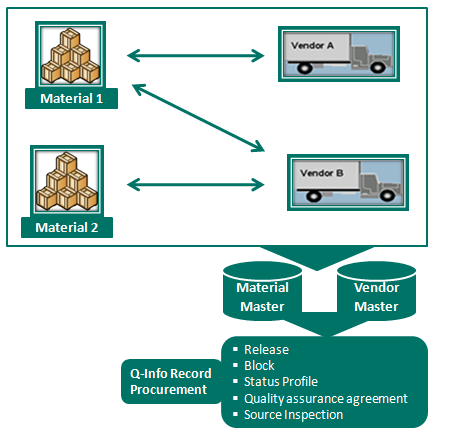 Vendor A
Material 1
Vendor B
Material 2
Material
Master
Vendor
Master
Q-Info Record
Procurement
▪ Release
▪ Block
▪ Status Profile
▪ Quality assurance agreement
▪ Source Inspection